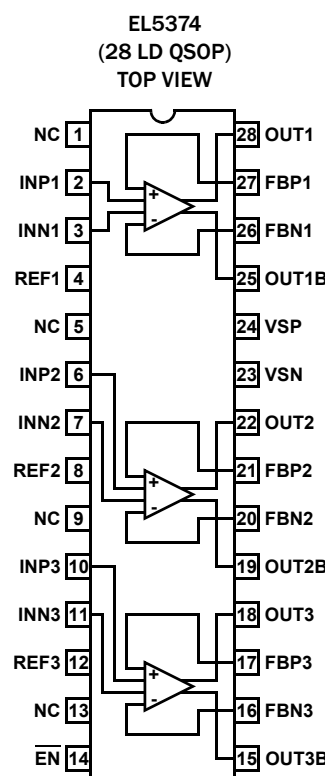 EL5374
(28 LD QSOP)
TOP VIEW
NC 1 28 OUT1
INP1 2 + 27 FBP1
INN1 3 - 26 FBN1
REF1 4 25 OUT1B
NC 5 24 VSP
INP2 6 23 VSN
INN2 7 22 OUT2
REF2 8 + 21 FBP2
NC 9 - 20 FBN2
INP3 10 19 OUT2B
INN3 11 18 OUT3
REF3 12 + 17 FBP3
NC 13 - 16 FBN3
E̅N̅ 14 15 OUT3B